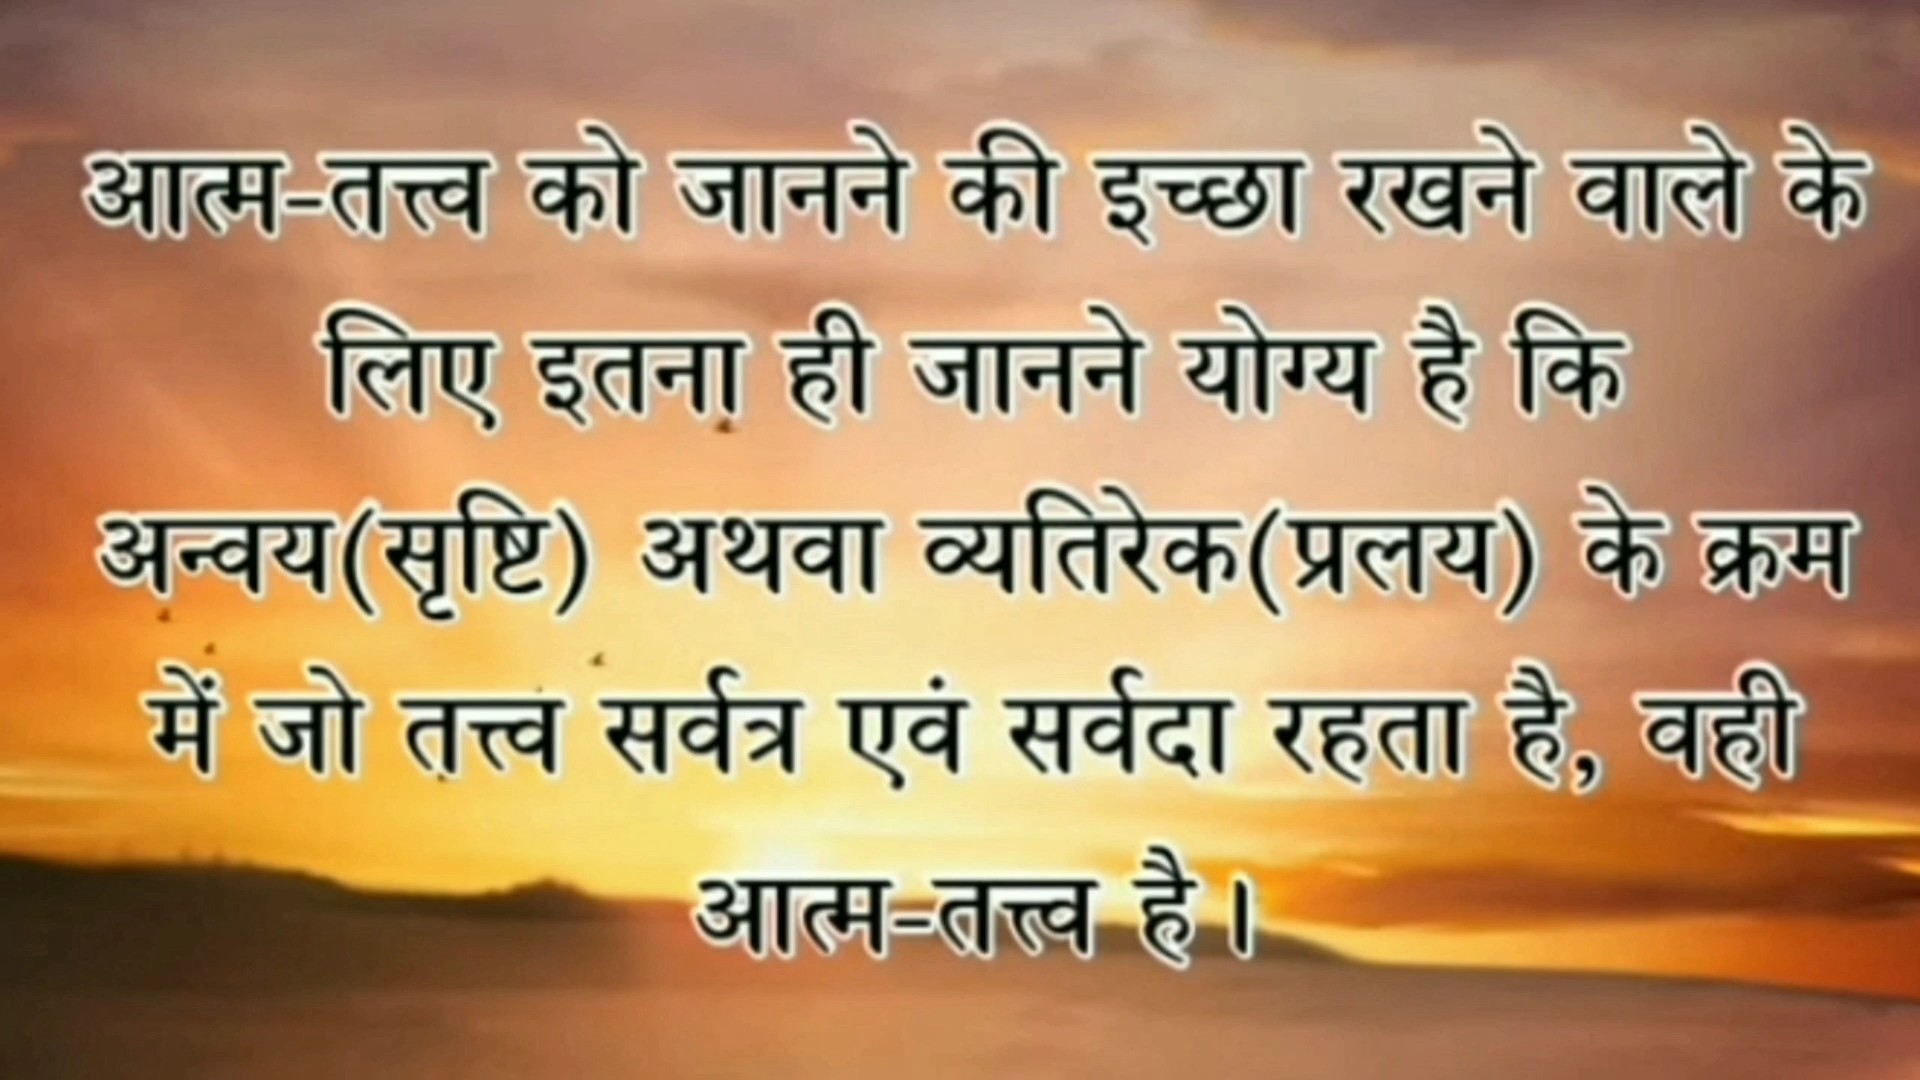 आत्म-तत्त्व को जानने की इच्छा रखने वाले के
लिए इतना ही जानने योग्य है कि
अन्वय(सृष्टि) अथवा व्यतिरेक(प्रलय) के क्रम
में जो तत्त्व सर्वत्र एवं सर्वदा रहता है, वही
आत्म-तत्त्व है।